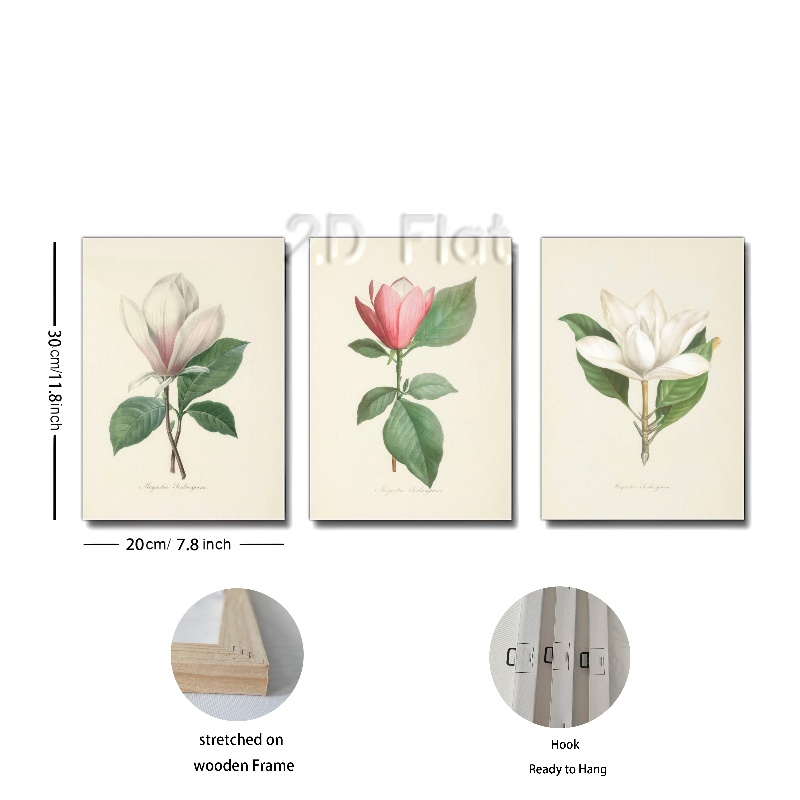 2D Flat
30cm/11.8inch
20cm/ 7.8 inch
stretched on
wooden Frame
Hook
Ready to Hang